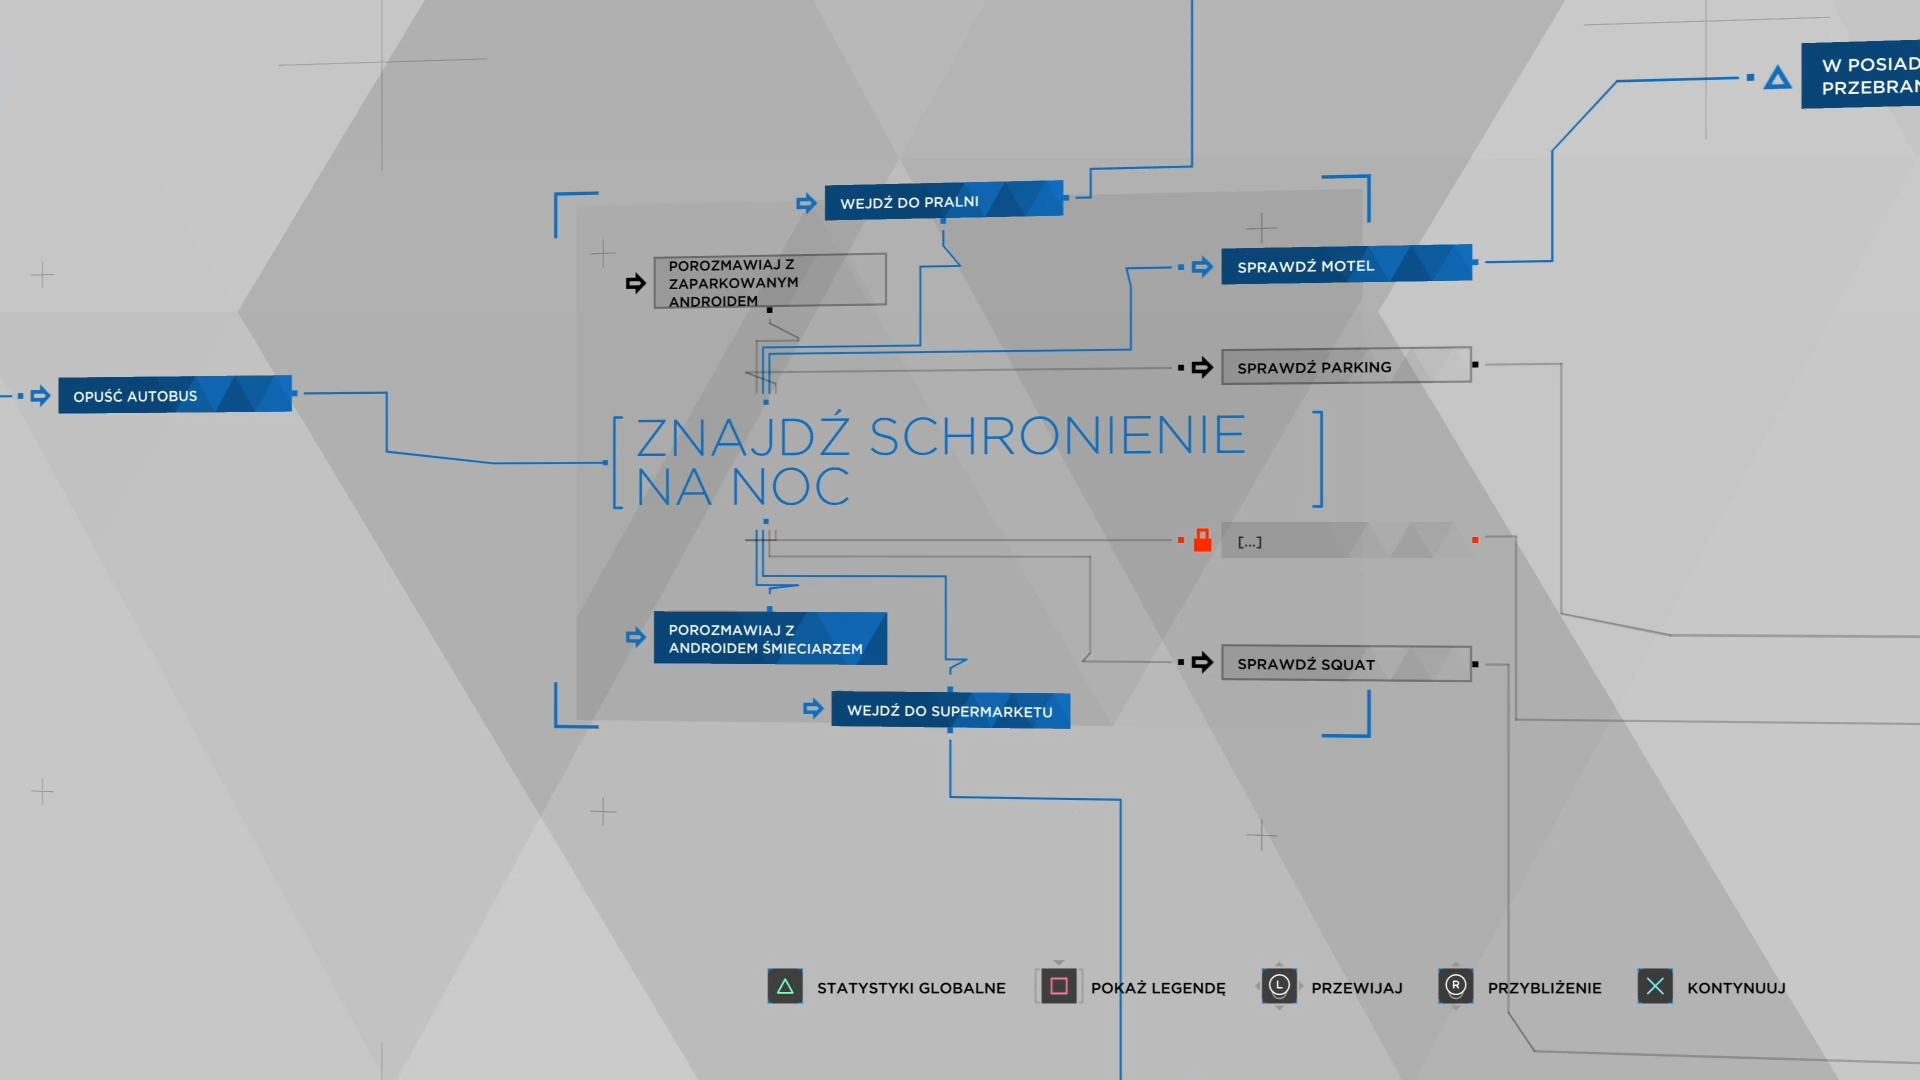 W POSIAD
PRZEBRAN
WEJDŹ DO PRALNI
POROZMAWIAJ Z
ZAPARKOWANYM
ANDROIDEM
SPRAWDŹ MOTEL
SPRAWDŹ PARKING
OPUŚĆ AUTOBUS
ZNAJDŹ SCHRONIENIE
NA NOC
[...]
POROZMAWIAJ Z
ANDROIDEM ŚMIECIARZEM
SPRAWDŹ SQUAT
WEJDŹ DO SUPERMARKETU
STATYSTYKI GLOBALNE
POKAŻ LEGENDĘ
L
PRZEWIJAJ
R
PRZYBLIŻENIE
KONTYNUUJ